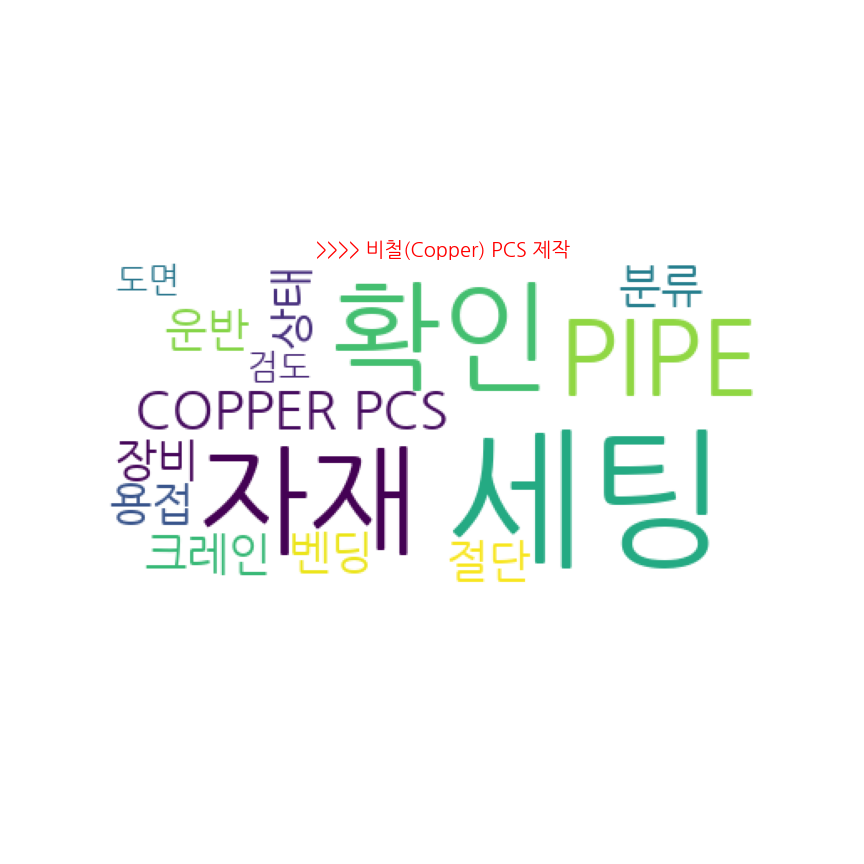 >>>> 비철(Copper) PCS 제작
도면
상태
확인
분류
운반
PIPE
검도
COPPER PCS
장비
자재
세팅
용접
크레인
벤딩
절단